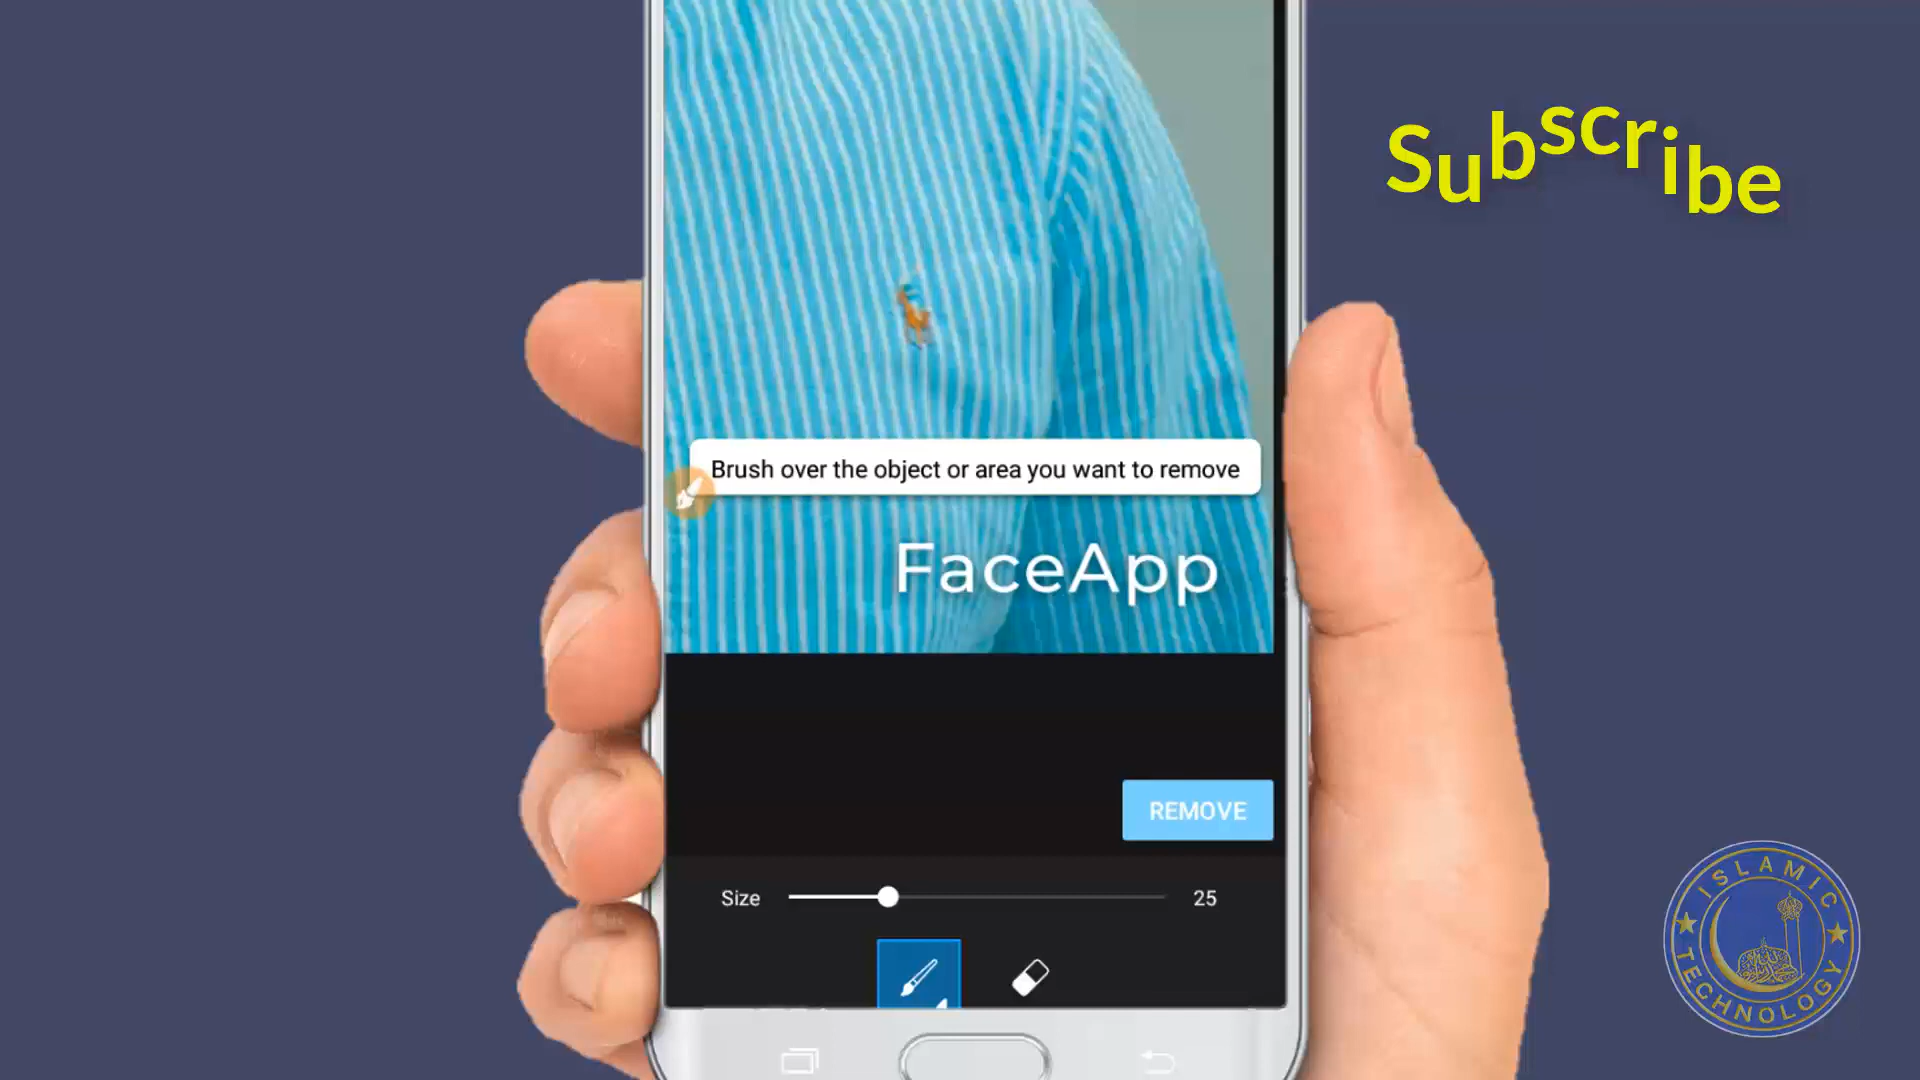 Subscribe
Brush over the object or area you want to remove
FaceApp
REMOVE
Size 25
ISLAMIC
TECHNOLOGY